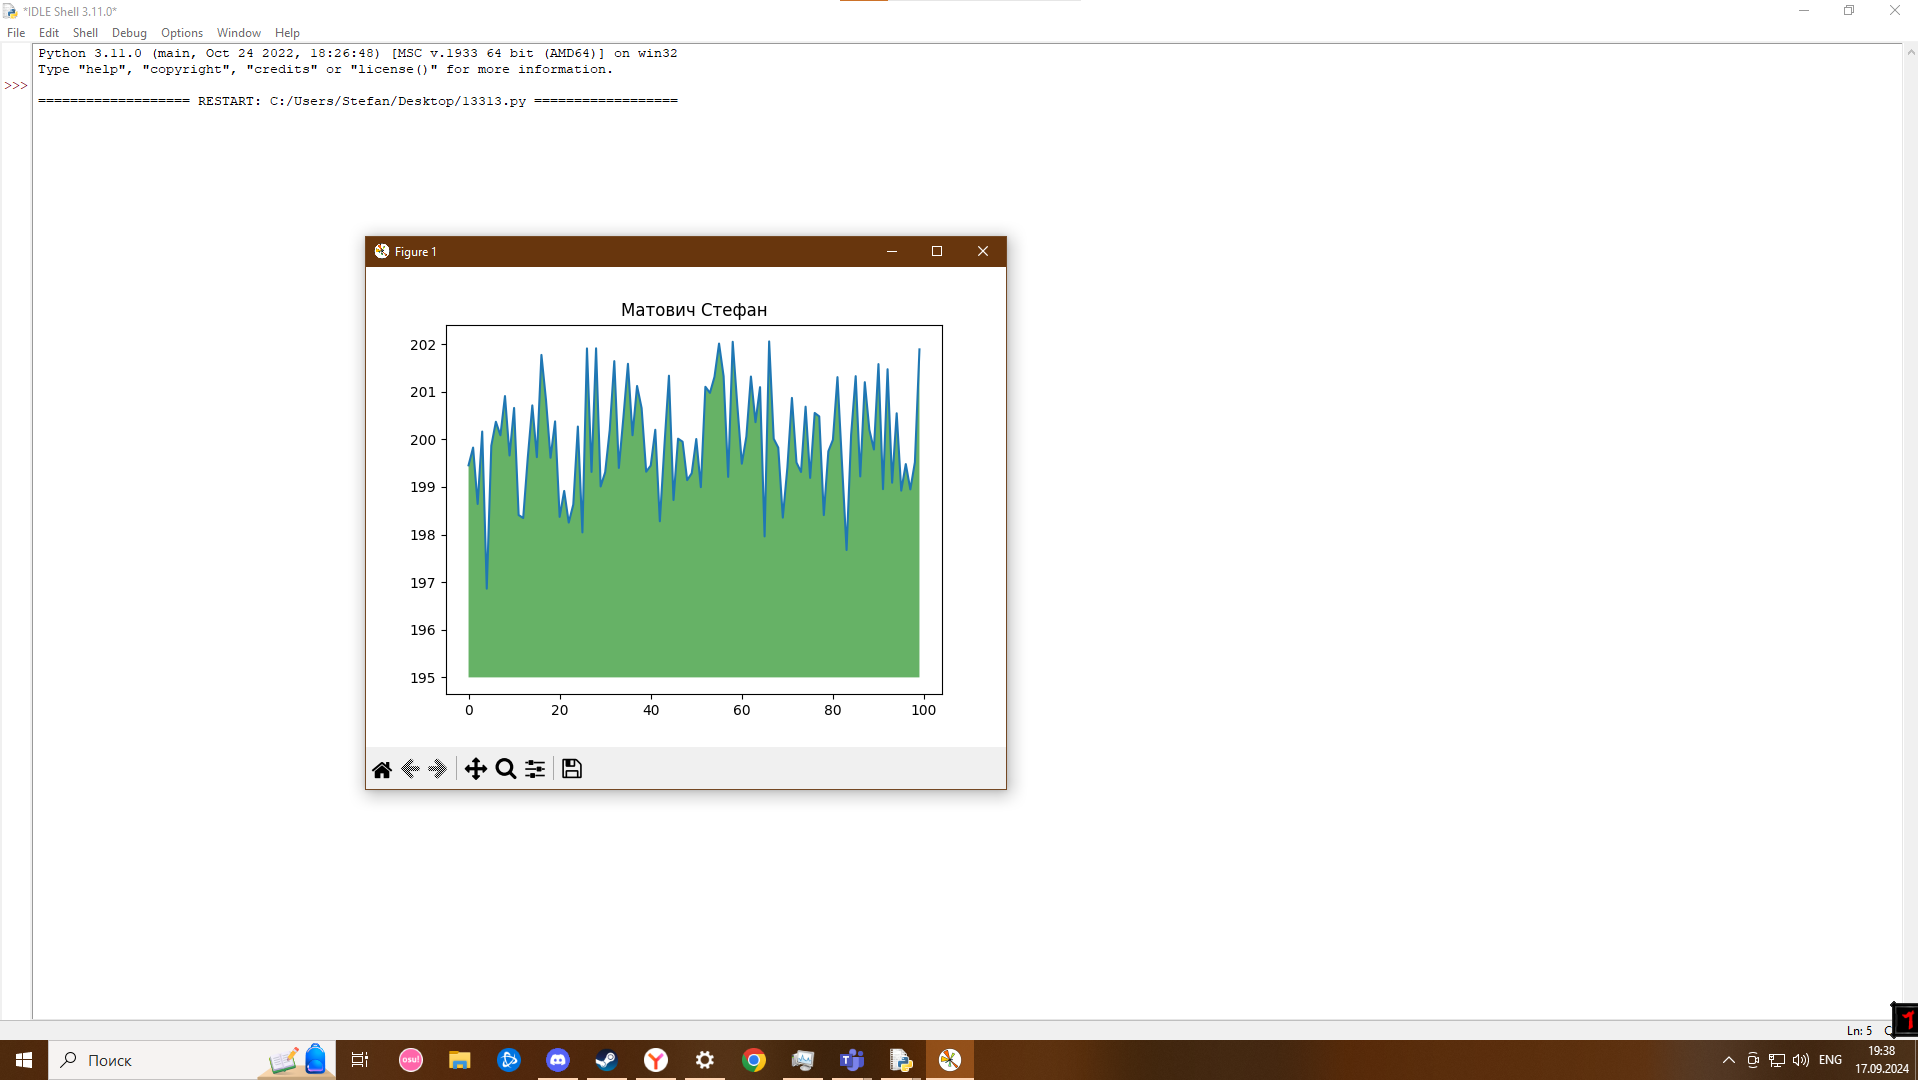 *IDLE Shell 3.11.0*
File Edit Shell Debug Options Window Help
Python 3.11.0 (main, Oct 24 2022, 18:26:48) [MSC v.1933 64 bit (AMD64)] on win32
Type "help", "copyright", "credits" or "license()" for more information.
>>>
=================== RESTART: C:/Users/Stefan/Desktop/13313.py ==================
Figure 1
Матович Стефан
202
201
200
199
198
197
196
195
0 20 40 60 80 100
Ln: 5
Поиск
osu!
ENG
19:38
17.09.2024